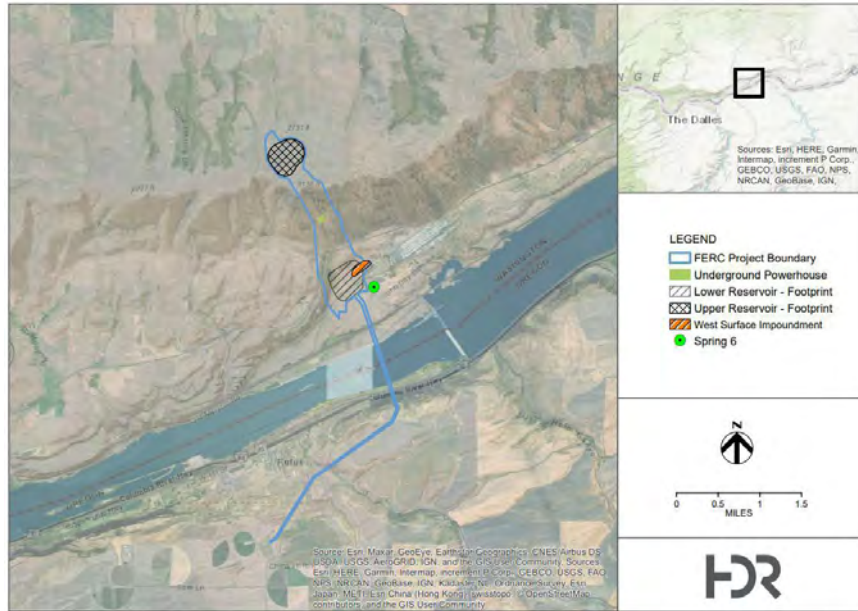 WASHINGTON
OREGON
Rufus
Source: Esri, Maxar, GeoEye, Earthstar Geographics, CNES/Airbus DS,
USDA, USGS, AeroGRID, IGN, and the GIS User Community, Sources:
Esri, HERE, Garmin, Intermap, increment P Corp., GEBCO, USGS, FAO,
NPS, NRCAN, GeoBase, IGN, Kadaster NL, Ordnance Survey, Esri
Japan, METI, Esri China (Hong Kong), swisstopo, © OpenStreetMap
contributors, and the GIS User Community
N G E
The Dalles
Sources: Esri, HERE, Garmin,
Intermap, increment P Corp.,
GEBCO, USGS, FAO, NPS,
NRCAN, GeoBase, IGN,
LEGEND
FERC Project Boundary
Underground Powerhouse
Lower Reservoir - Footprint
Upper Reservoir - Footprint
West Surface Impoundment
Spring 6
N
0 0.5 1 1.5
MILES
HDR